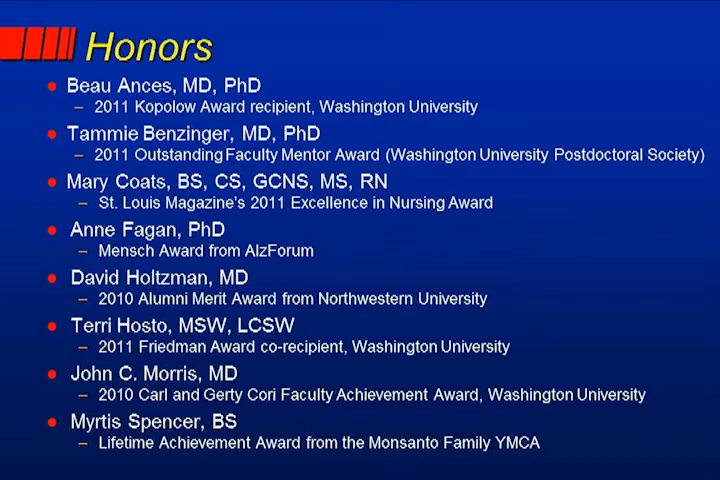 Honors
● Beau Ances, MD, PhD
– 2011 Kopolow Award recipient, Washington University
● Tammie Benzinger, MD, PhD
– 2011 Outstanding Faculty Mentor Award (Washington University Postdoctoral Society)
● Mary Coats, BS, CS, GCNS, MS, RN
– St. Louis Magazine's 2011 Excellence in Nursing Award
● Anne Fagan, PhD
– Mensch Award from AlzForum
● David Holtzman, MD
– 2010 Alumni Merit Award from Northwestern University
● Terri Hosto, MSW, LCSW
– 2011 Friedman Award co-recipient, Washington University
● John C. Morris, MD
– 2010 Carl and Gerty Cori Faculty Achievement Award, Washington University
● Myrtis Spencer, BS
– Lifetime Achievement Award from the Monsanto Family YMCA